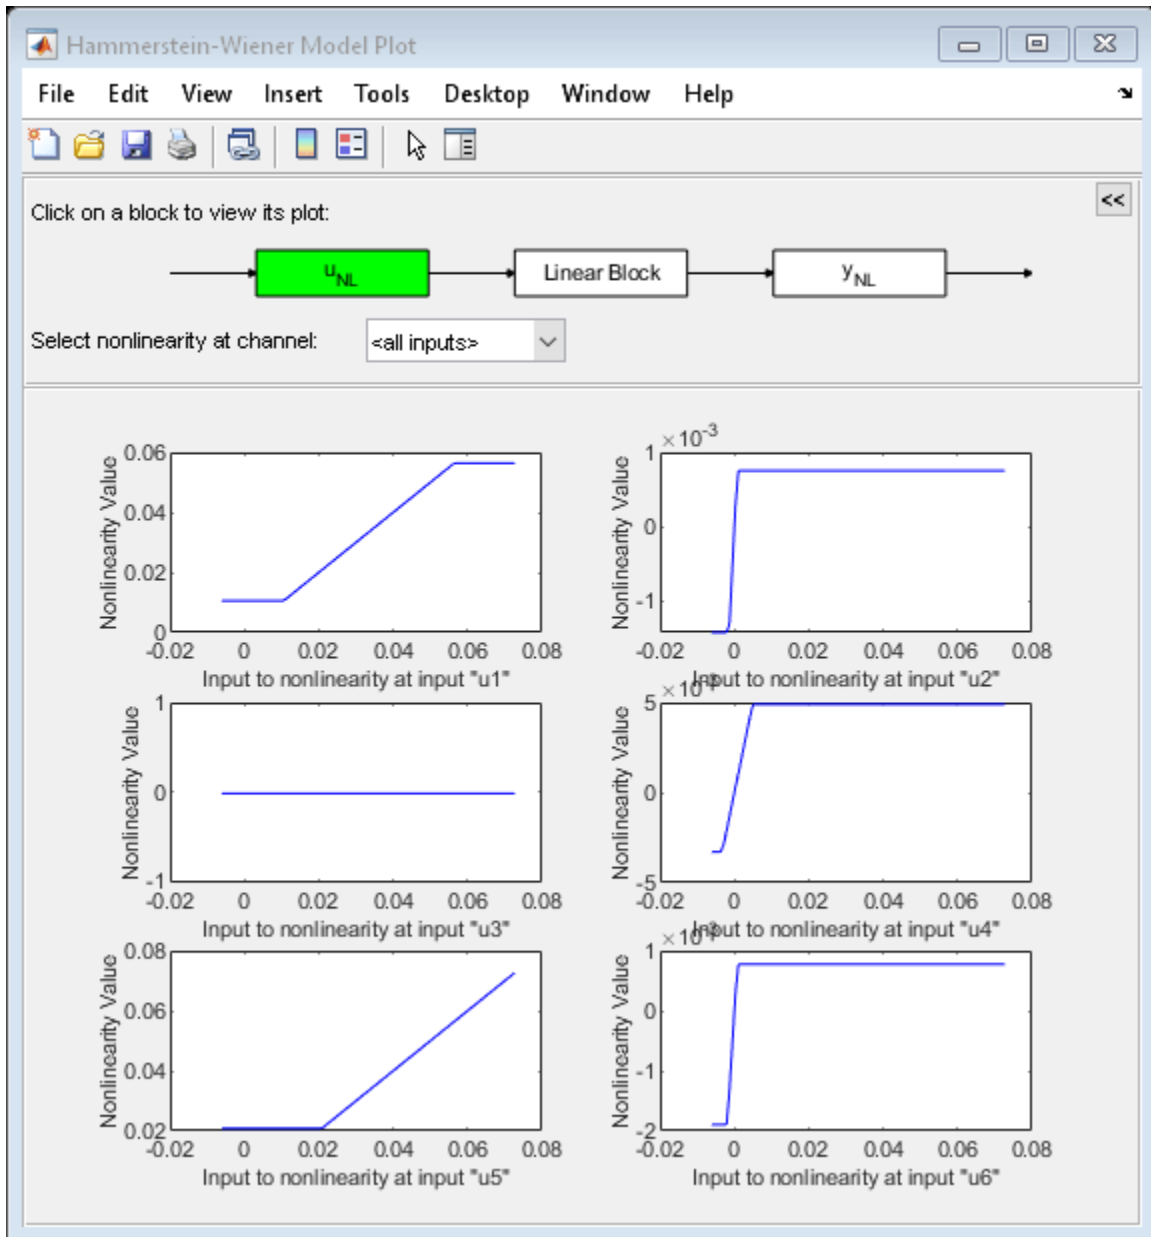 Hammerstein-Wiener Model Plot
File Edit View Insert Tools Desktop Window Help
Click on a block to view its plot:
<<
u_NL Linear Block y_NL
Select nonlinearity at channel: <all inputs>
Nonlinearity Value
0.06
0.04
0.02
0
-0.02 0 0.02 0.04 0.06 0.08
Input to nonlinearity at input "u1"
×10^-3
Nonlinearity Value
1
0
-1
-0.02 0 0.02 0.04 0.06 0.08
Input to nonlinearity at input "u2"
Nonlinearity Value
1
0
-1
-0.02 0 0.02 0.04 0.06 0.08
Input to nonlinearity at input "u3"
×10^-3
Nonlinearity Value
5
0
-5
-0.02 0 0.02 0.04 0.06 0.08
Input to nonlinearity at input "u4"
Nonlinearity Value
0.08
0.06
0.04
0.02
-0.02 0 0.02 0.04 0.06 0.08
Input to nonlinearity at input "u5"
×10^-3
Nonlinearity Value
1
0
-1
-2
-0.02 0 0.02 0.04 0.06 0.08
Input to nonlinearity at input "u6"